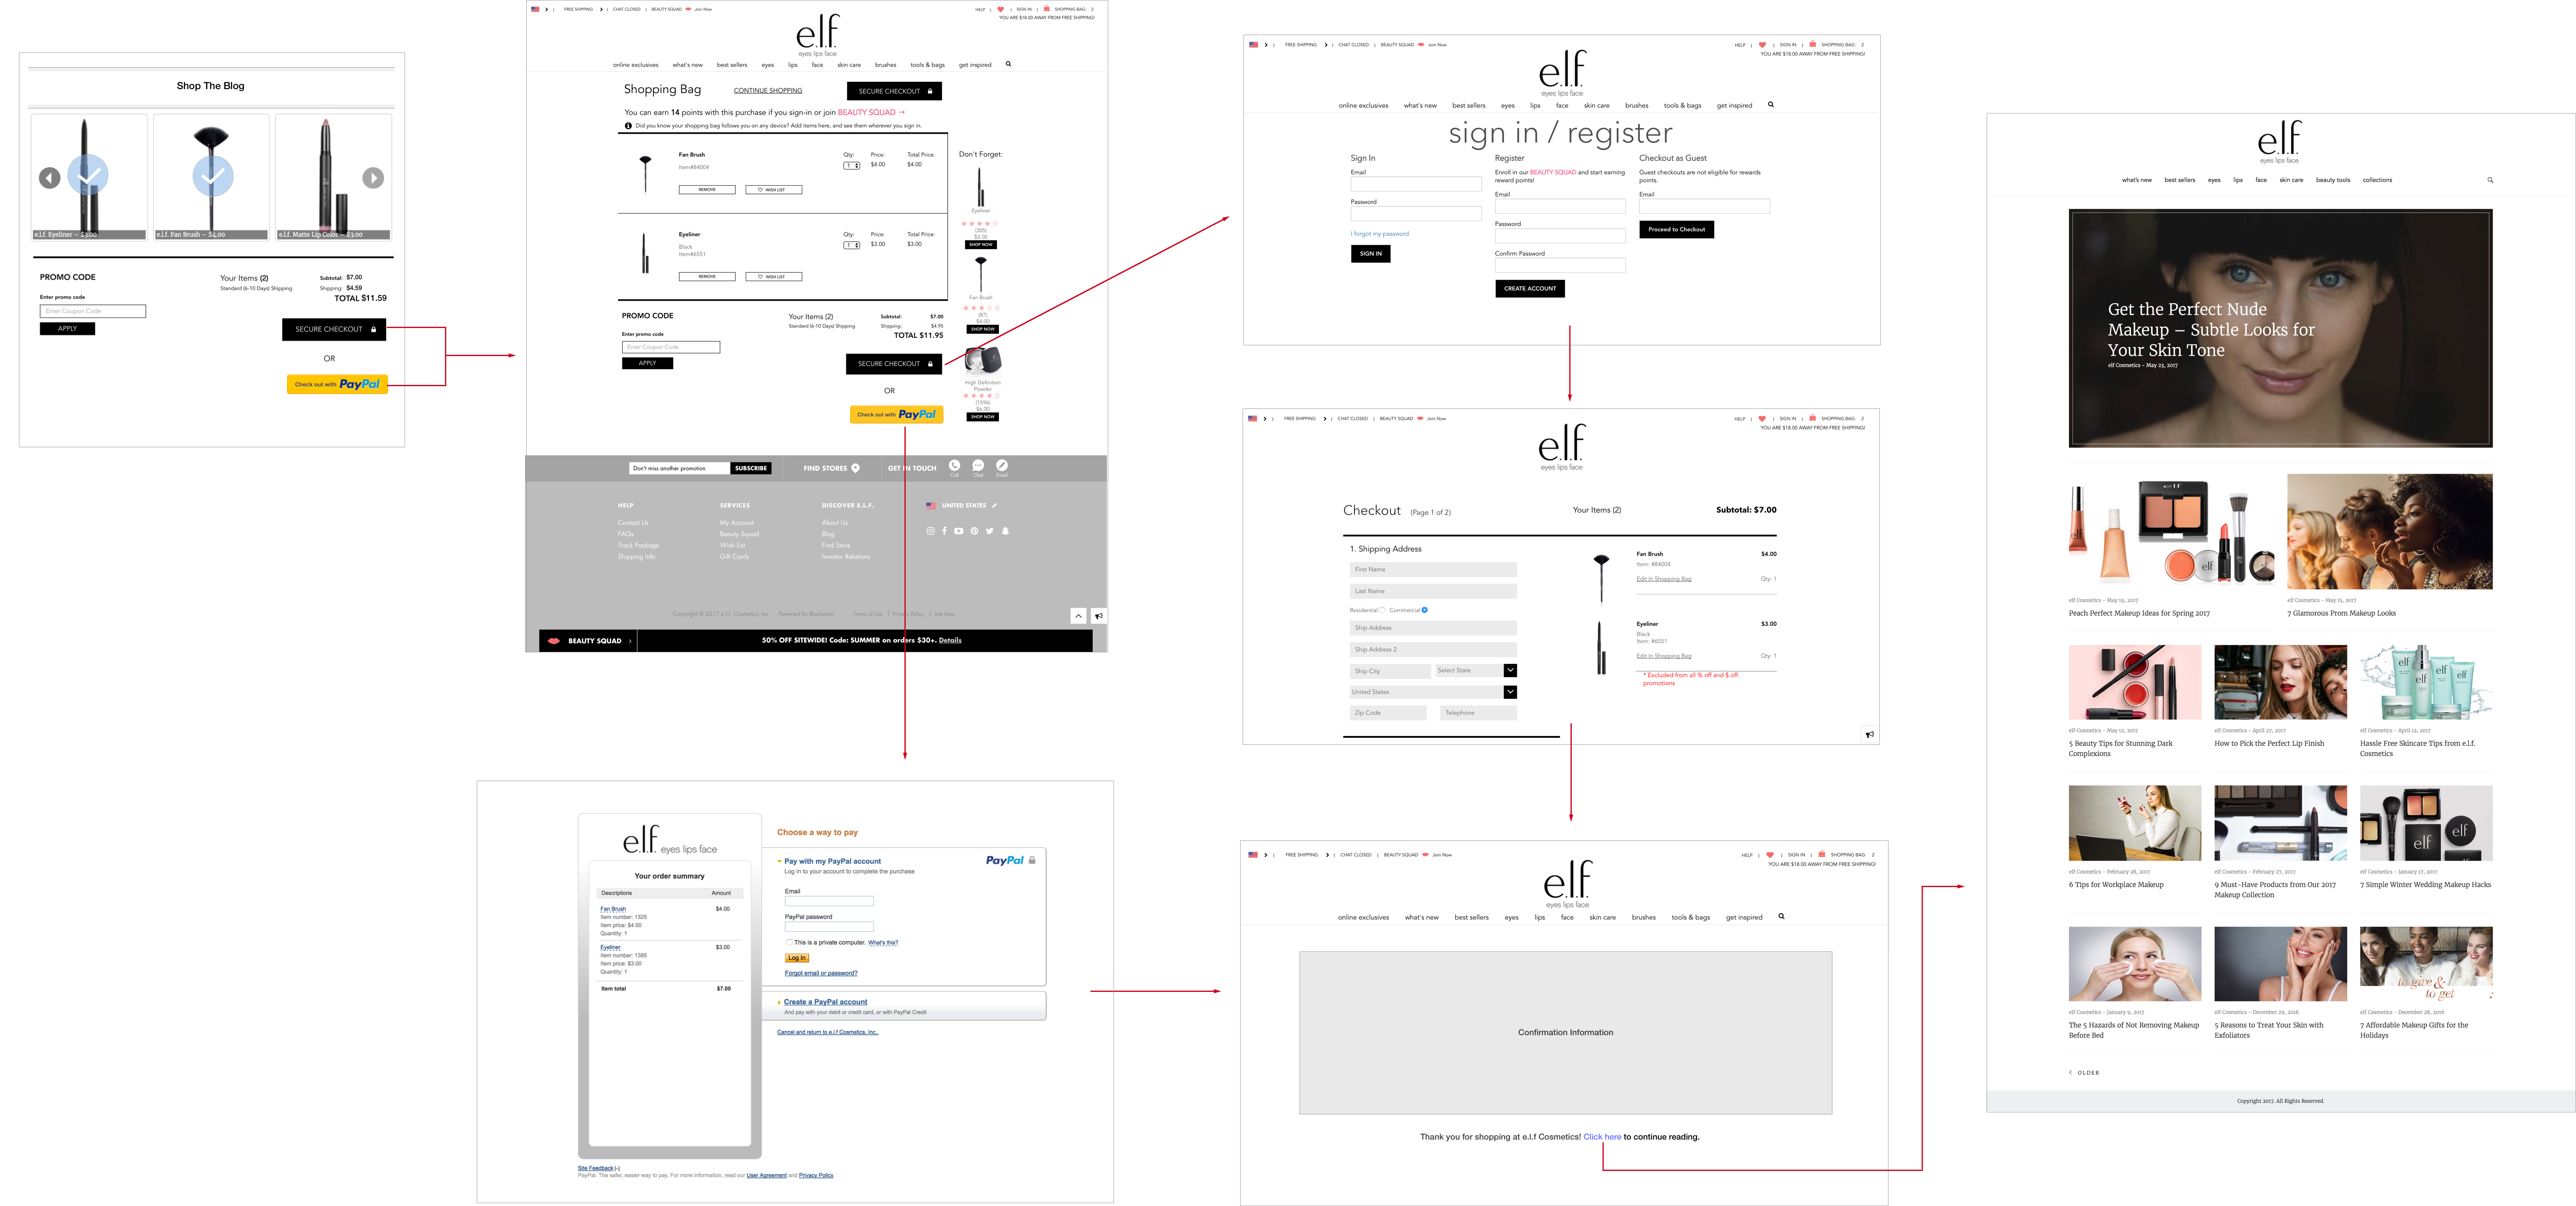 Shop The Blog
e.l.f. Eyeliner – $3.00
e.l.f. Fan Brush – $4.00
e.l.f. Matte Lip Color – $3.00
PROMO CODE
Enter promo code
Enter Coupon Code
APPLY
Your Items (2)
Standard (6-10 Days) Shipping
Subtotal: $7.00
Shipping: $4.59
TOTAL $11.59
SECURE CHECKOUT
OR
Check out with PayPal
FREE SHIPPING | CHAT CLOSED | BEAUTY SQUAD Join Now
HELP | | SIGN IN | SHOPPING BAG: 2
YOU ARE $18.00 AWAY FROM FREE SHIPPING!
e.l.f.
eyes lips face
online exclusives what's new best sellers eyes lips face skin care brushes tools & bags get inspired
Shopping Bag
CONTINUE SHOPPING
SECURE CHECKOUT
You can earn 14 points with this purchase if you sign-in or join BEAUTY SQUAD →
Did you know your shopping bag follows you on any device? Add items here, and see them wherever you sign in.
Fan Brush
Item#84004
Qty: Price: Total Price:
1 $4.00 $4.00
REMOVE
WISH LIST
Eyeliner
Black
Item#6551
Qty: Price: Total Price:
1 $3.00 $3.00
REMOVE
WISH LIST
Don't Forget:
Eyeliner
(305)
$3.00
SHOP NOW
Fan Brush
(87)
$4.00
SHOP NOW
High Definition
Powder
(1596)
$6.00
SHOP NOW
PROMO CODE
Enter promo code
Enter Coupon Code
APPLY
Your Items (2)
Standard (6-10 Days) Shipping
Subtotal: $7.00
Shipping: $4.95
TOTAL $11.95
SECURE CHECKOUT
OR
Check out with PayPal
Don't miss another promotion
SUBSCRIBE
FIND STORES
GET IN TOUCH
Call
Chat
Email
HELP
Contact Us
FAQs
Track Package
Shipping Info
SERVICES
My Account
Beauty Squad
Wish List
Gift Cards
DISCOVER E.L.F.
About Us
Blog
Find Store
Investor Relations
UNITED STATES
Copyright © 2017 e.l.f. Cosmetics, Inc. Powered by BlueSwitch. Terms of Use | Privacy Policy | Site Map
BEAUTY SQUAD
50% OFF SITEWIDE! Code: SUMMER on orders $30+. Details
e.l.f. eyes lips face
Your order summary
Descriptions Amount
Fan Brush $4.00
Item number: 1325
Item price: $4.00
Quantity: 1
Eyeliner $3.00
Item number: 1365
Item price: $3.00
Quantity: 1
Item total $7.00
Choose a way to pay
Pay with my PayPal account
PayPal
Log in to your account to complete the purchase
Email
PayPal password
This is a private computer. What's this?
Log In
Forgot email or password?
Create a PayPal account
And pay with your debit or credit card, or with PayPal Credit
Cancel and return to e.l.f Cosmetics, Inc..
Site Feedback [-]
PayPal. The safer, easier way to pay. For more information, read our User Agreement and Privacy Policy.
FREE SHIPPING | CHAT CLOSED | BEAUTY SQUAD Join Now
HELP | | SIGN IN | SHOPPING BAG: 2
YOU ARE $18.00 AWAY FROM FREE SHIPPING!
e.l.f.
eyes lips face
online exclusives what's new best sellers eyes lips face skin care brushes tools & bags get inspired
sign in / register
Sign In
Email
Password
I forgot my password
SIGN IN
Register
Enroll in our BEAUTY SQUAD and start earning
reward points!
Email
Password
Confirm Password
CREATE ACCOUNT
Checkout as Guest
Guest checkouts are not eligible for rewards
points.
Email
Proceed to Checkout
FREE SHIPPING | CHAT CLOSED | BEAUTY SQUAD Join Now
HELP | | SIGN IN | SHOPPING BAG: 2
YOU ARE $18.00 AWAY FROM FREE SHIPPING!
e.l.f.
eyes lips face
Checkout (Page 1 of 2)
Your Items (2)
Subtotal: $7.00
1. Shipping Address
First Name
Last Name
Residential Commercial
Ship Address
Ship Address 2
Ship City
Select State
United States
Zip Code
Telephone
Fan Brush $4.00
Item: #84004
Edit In Shopping Bag Qty: 1
Eyeliner $3.00
Black
Item: #6551
Edit In Shopping Bag Qty: 1
* Excluded from all % off and $ off
promotions
FREE SHIPPING | CHAT CLOSED | BEAUTY SQUAD Join Now
HELP | | SIGN IN | SHOPPING BAG: 2
YOU ARE $18.00 AWAY FROM FREE SHIPPING!
e.l.f.
eyes lips face
online exclusives what's new best sellers eyes lips face skin care brushes tools & bags get inspired
Confirmation Information
Thank you for shopping at e.l.f Cosmetics! Click here to continue reading.
e.l.f.
eyes lips face
what's new best sellers eyes lips face skin care beauty tools collections
Get the Perfect Nude
Makeup – Subtle Looks for
Your Skin Tone
elf Cosmetics - May 23, 2017
elf
elf Cosmetics - May 19, 2017
Peach Perfect Makeup Ideas for Spring 2017
elf Cosmetics - May 15, 2017
7 Glamorous Prom Makeup Looks
elf
elf Cosmetics - May 12, 2017
5 Beauty Tips for Stunning Dark
Complexions
elf Cosmetics - April 27, 2017
How to Pick the Perfect Lip Finish
elf Cosmetics - April 12, 2017
Hassle Free Skincare Tips from e.l.f.
Cosmetics
elf
elf
elf Cosmetics - February 28, 2017
6 Tips for Workplace Makeup
elf Cosmetics - February 27, 2017
9 Must-Have Products from Our 2017
Makeup Collection
elf Cosmetics - January 17, 2017
7 Simple Winter Wedding Makeup Hacks
to give &
to get
elf Cosmetics - January 9, 2017
The 5 Hazards of Not Removing Makeup
Before Bed
elf Cosmetics - December 29, 2016
5 Reasons to Treat Your Skin with
Exfoliators
elf Cosmetics - December 28, 2016
7 Affordable Makeup Gifts for the
Holidays
OLDER
Copyright 2017. All Rights Reserved.